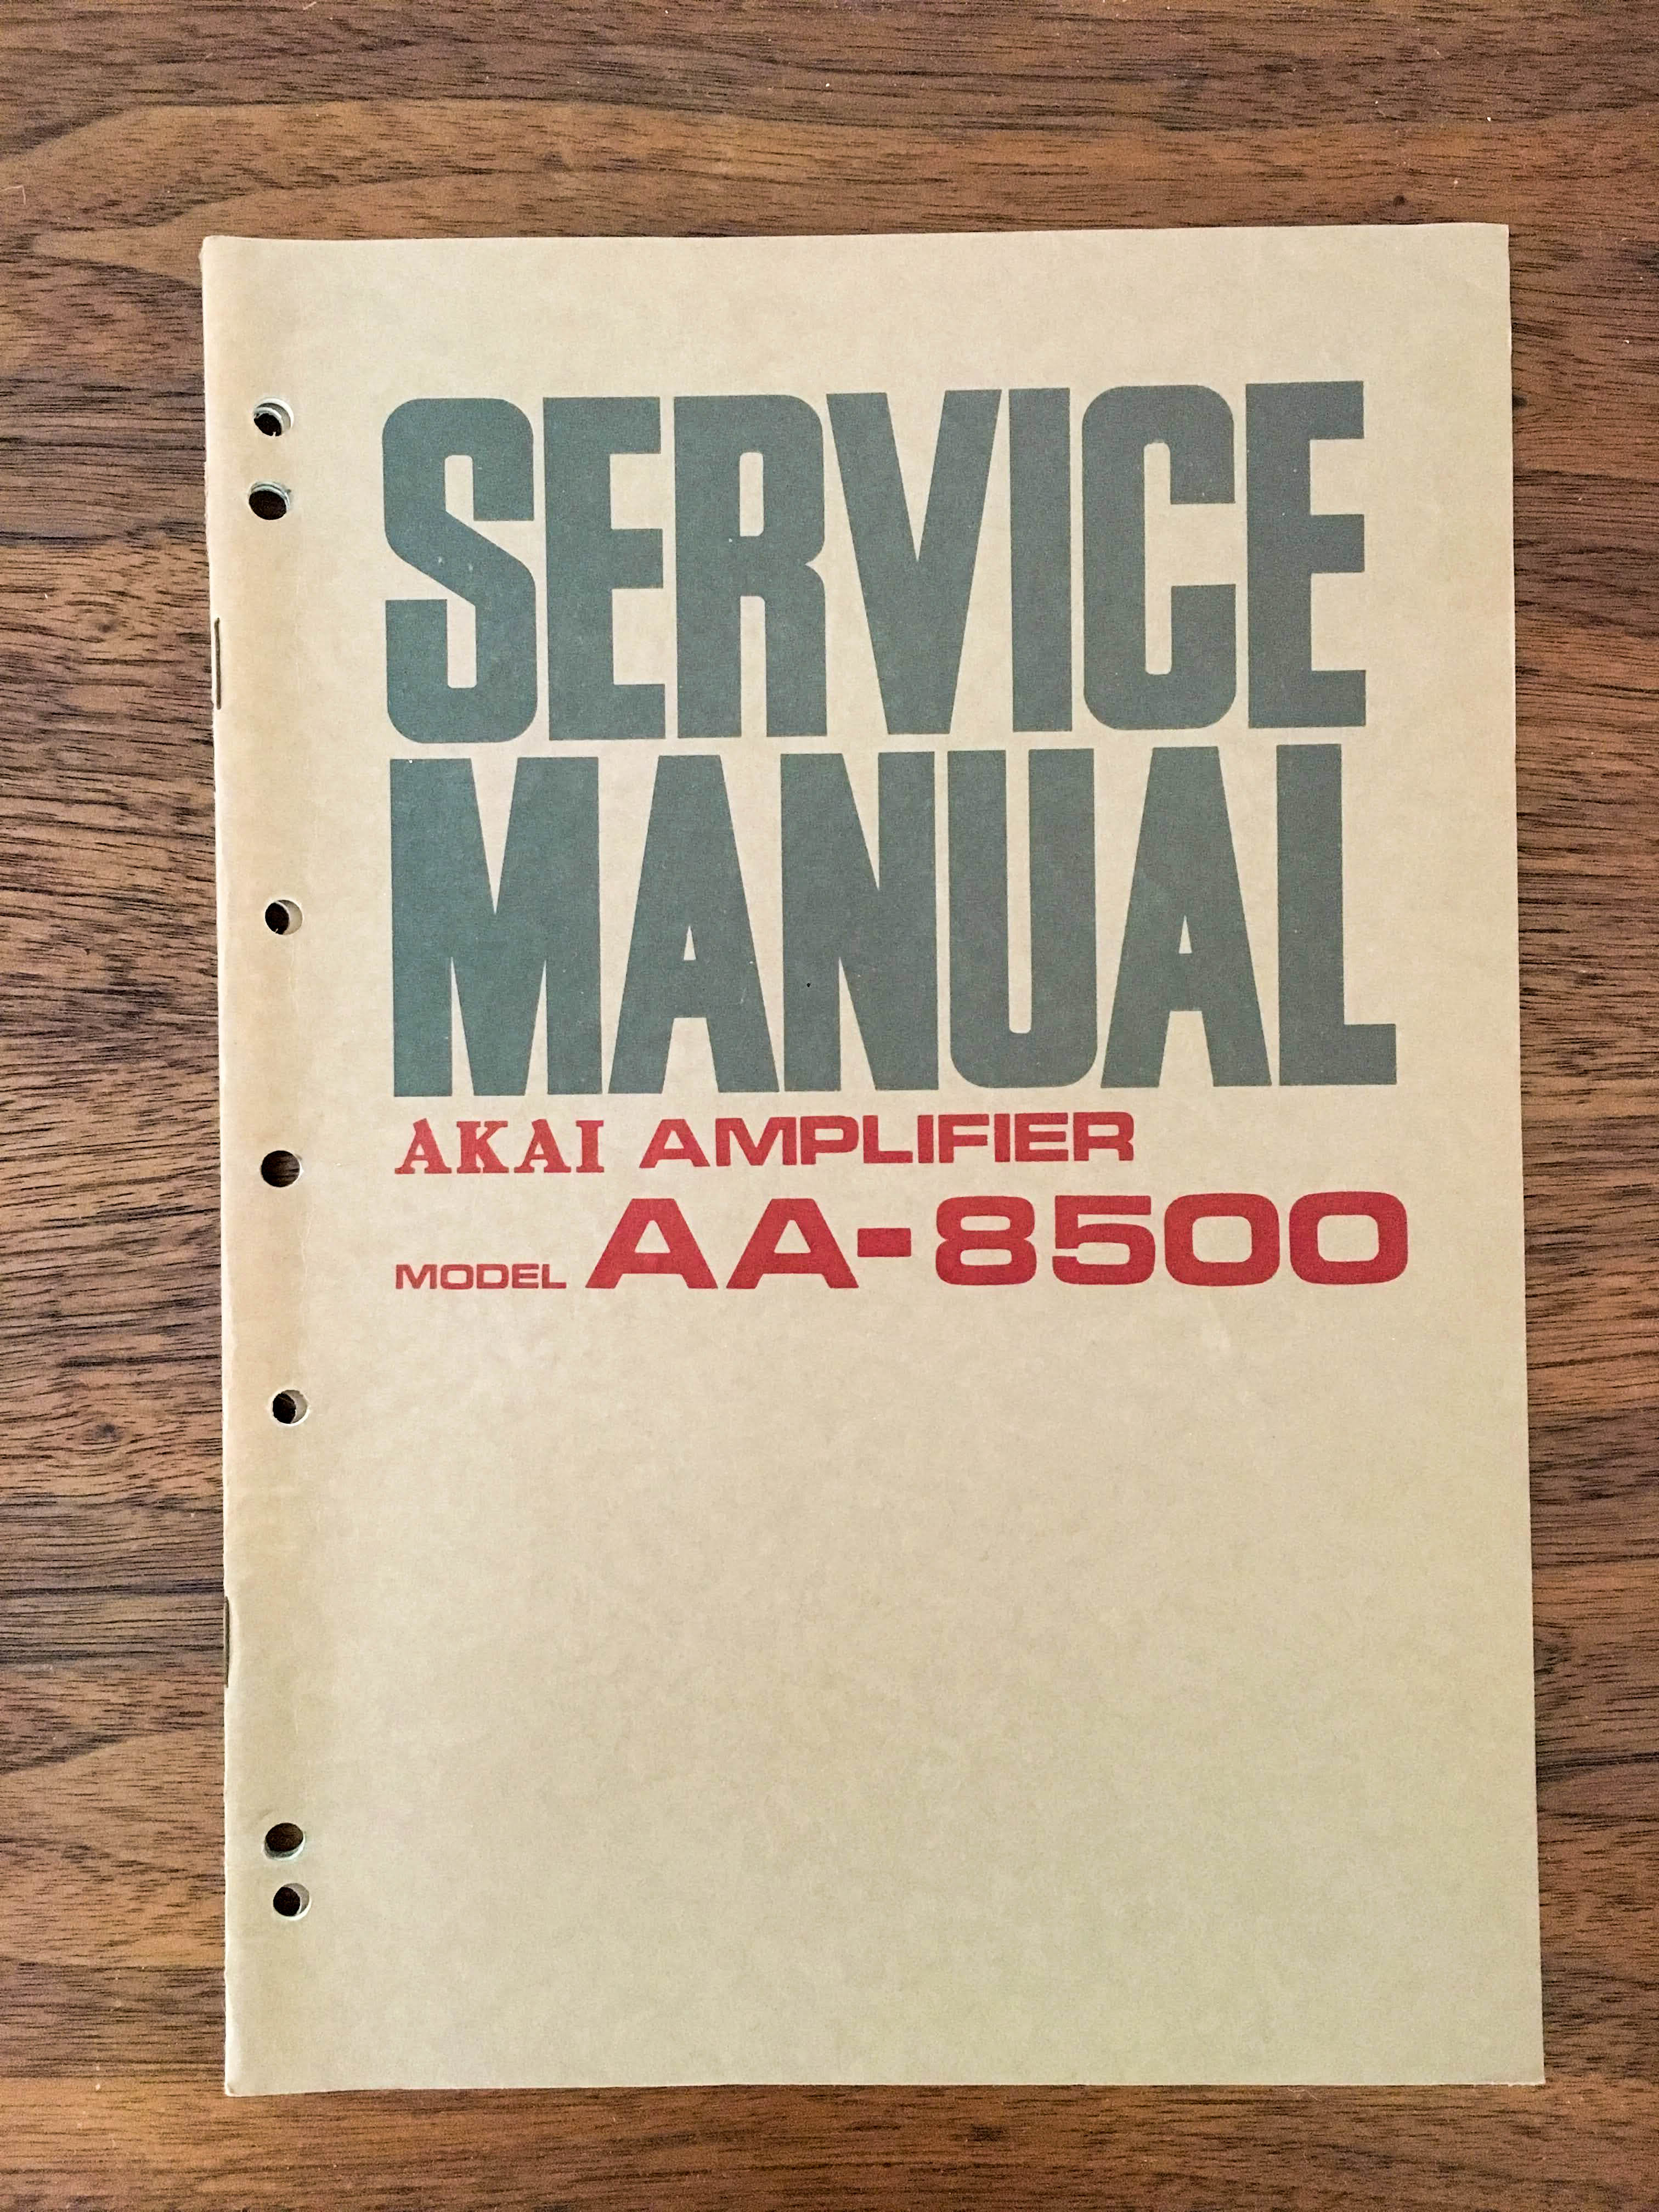 SERVICE
MANUAL
AKAI AMPLIFIER
MODEL AA-8500